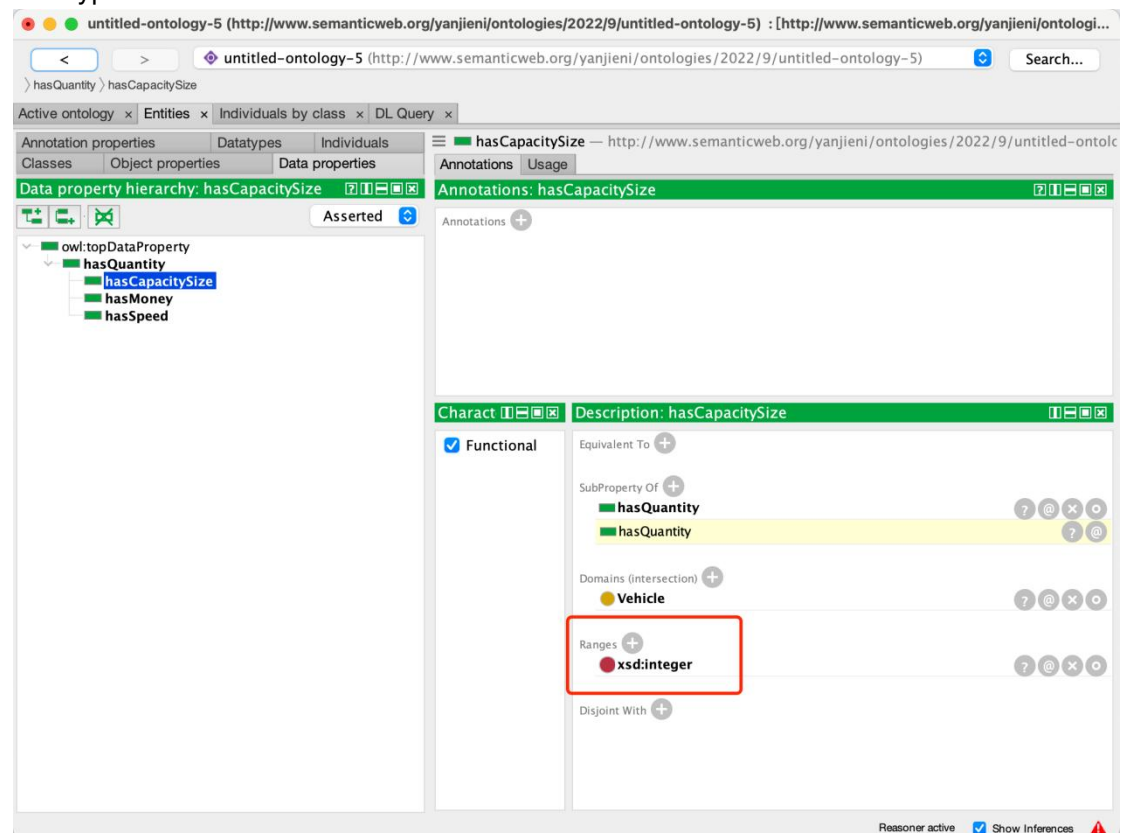 untitled-ontology-5 (http://www.semanticweb.org/yanjieni/ontologies/2022/9/untitled-ontology-5) : [http://www.semanticweb.org/yanjieni/ontologi...
< > untitled-ontology-5 (http://www.semanticweb.org/yanjieni/ontologies/2022/9/untitled-ontology-5) Search...
〉hasQuantity 〉hasCapacitySize
Active ontology × Entities × Individuals by class × DL Query ×
Annotation properties Datatypes Individuals
Classes Object properties Data properties
Data property hierarchy: hasCapacitySize
Asserted
owl:topDataProperty
hasQuantity
hasCapacitySize
hasMoney
hasSpeed
hasCapacitySize — http://www.semanticweb.org/yanjieni/ontologies/2022/9/untitled-ontolo
Annotations Usage
Annotations: hasCapacitySize
Annotations
Charact
Functional
Description: hasCapacitySize
Equivalent To
SubProperty Of
hasQuantity
hasQuantity
Domains (intersection)
Vehicle
Ranges
xsd:integer
Disjoint With
Reasoner active Show Inferences